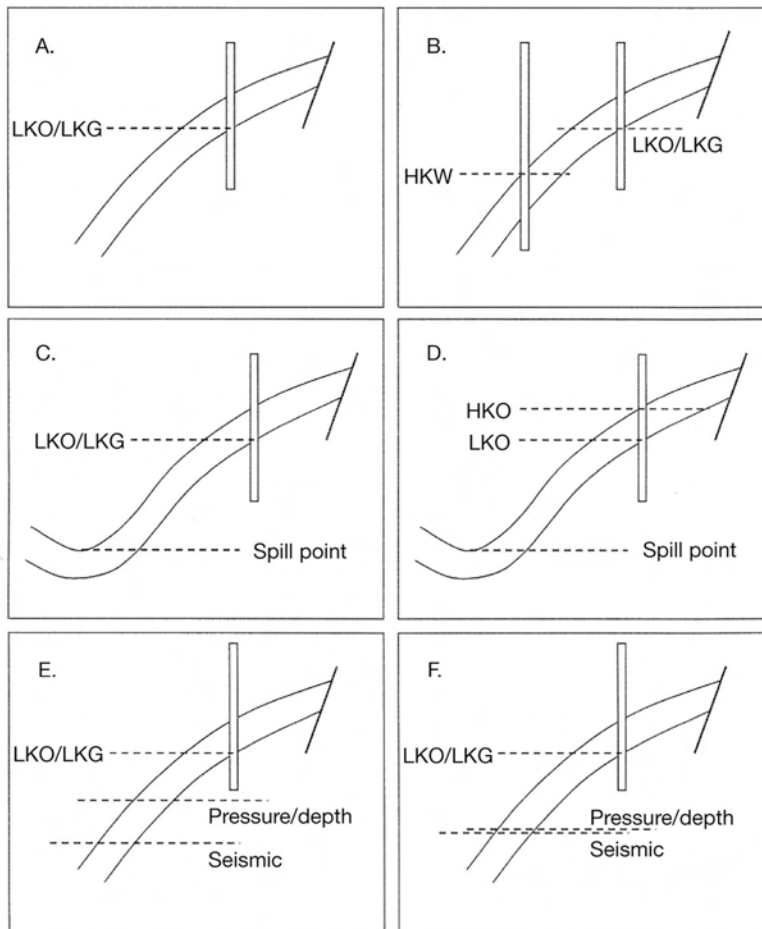 A.
LKO/LKG
B.
LKO/LKG
HKW
C.
LKO/LKG
Spill point
D.
HKO
LKO
Spill point
E.
LKO/LKG
Pressure/depth
Seismic
F.
LKO/LKG
Pressure/depth
Seismic